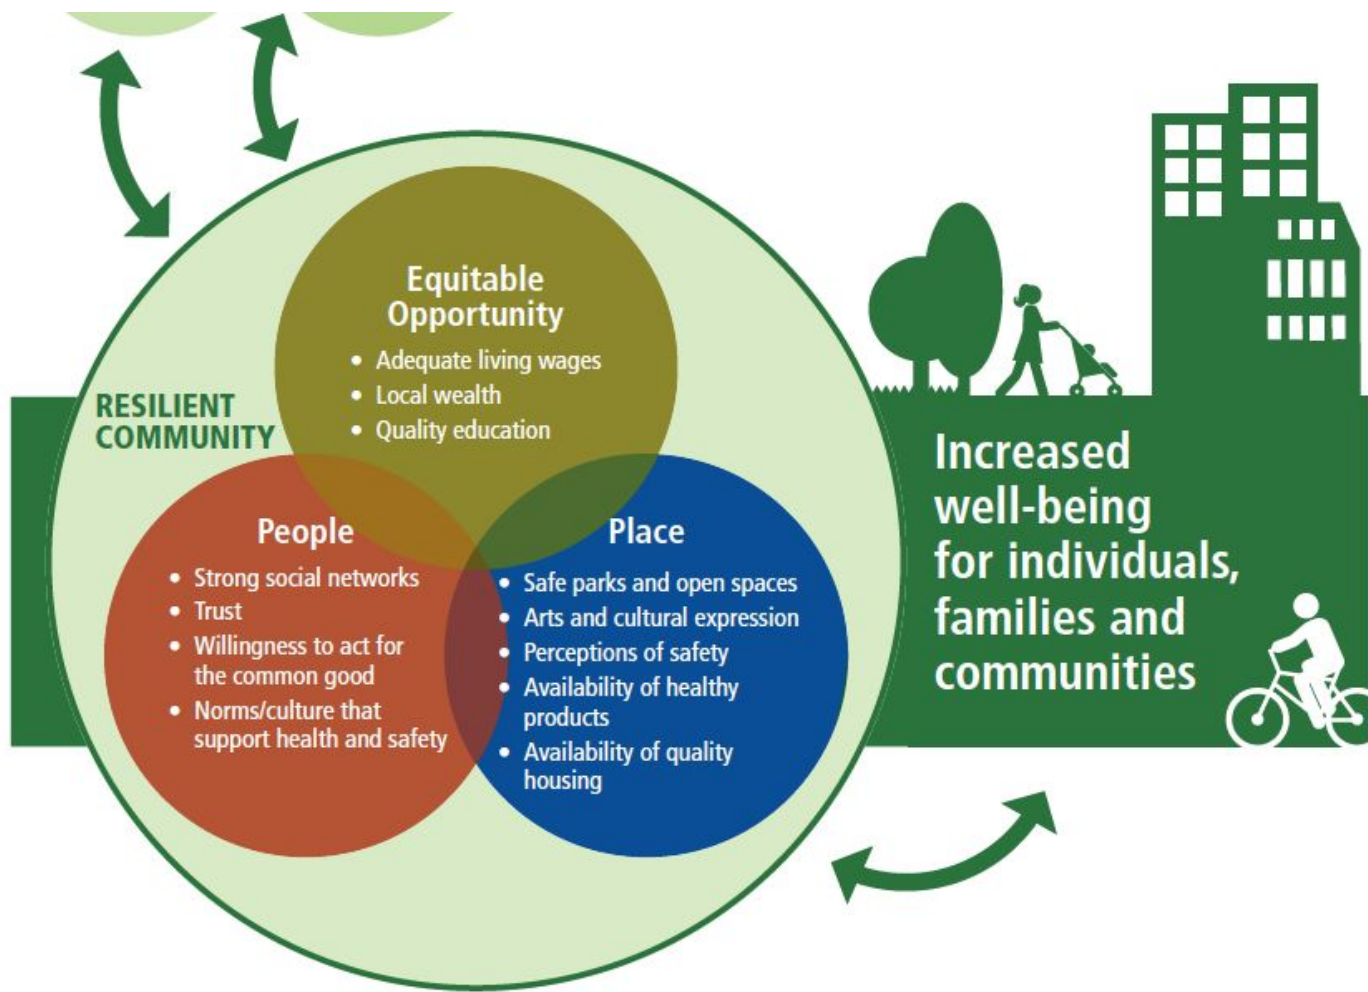 Equitable
Opportunity
• Adequate living wages
• Local wealth
• Quality education
RESILIENT
COMMUNITY
People
• Strong social networks
• Trust
• Willingness to act for
the common good
• Norms/culture that
support health and safety
Place
• Safe parks and open spaces
• Arts and cultural expression
• Perceptions of safety
• Availability of healthy
products
• Availability of quality
housing
Increased
well-being
for individuals,
families and
communities